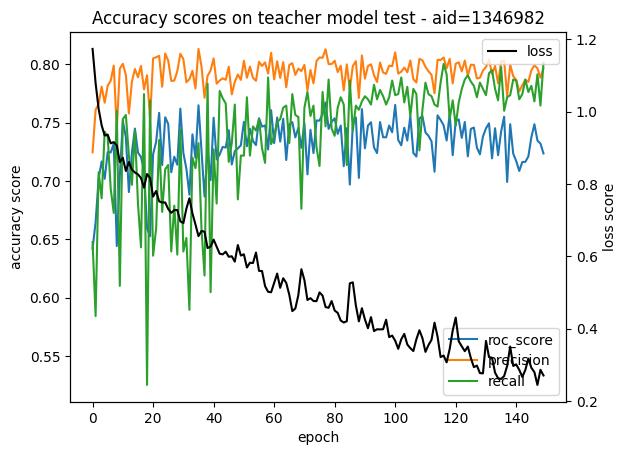 Accuracy scores on teacher model test - aid=1346982
loss
accuracy score
0.80
0.75
0.70
0.65
0.60
0.55
1.2
1.0
0.8
0.6
0.4
0.2
loss score
roc_score
precision
recall
0
20
40
60
80
100
120
140
epoch